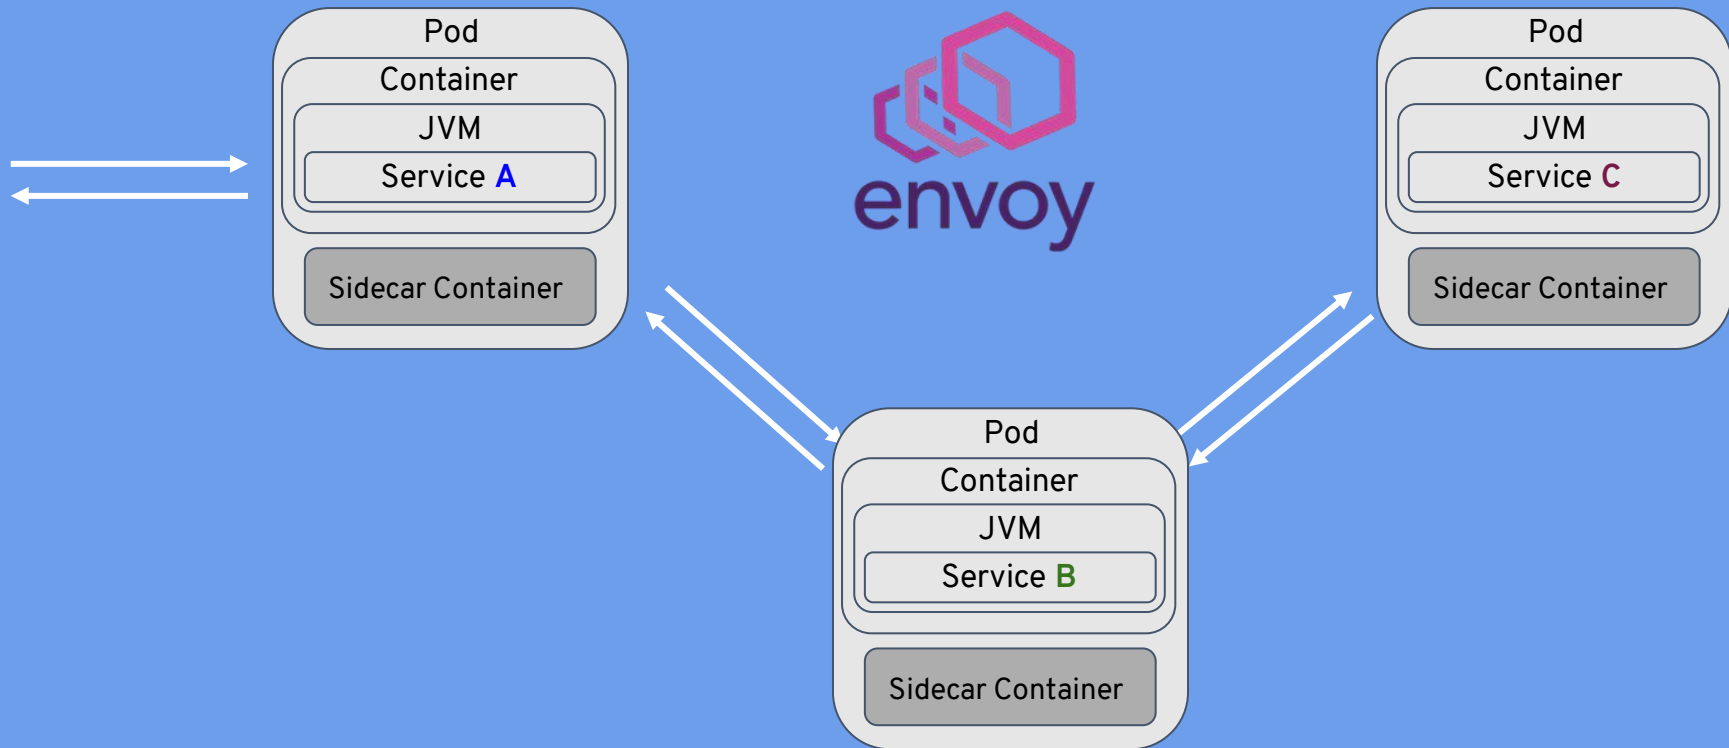 Pod
Container
JVM
Service A
Sidecar Container
envoy
Pod
Container
JVM
Service C
Sidecar Container
Pod
Container
JVM
Service B
Sidecar Container